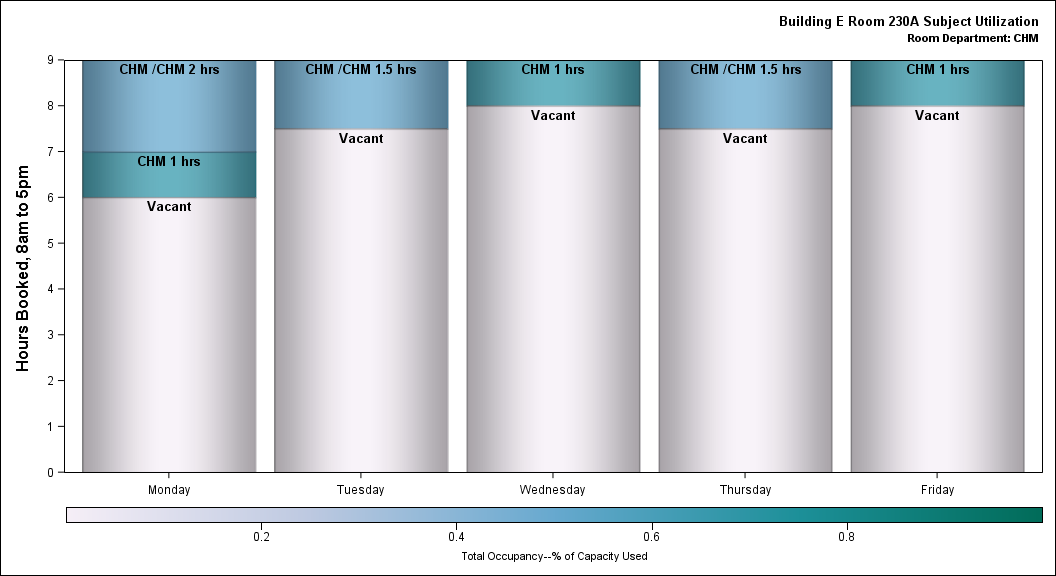 Building E Room 230A Subject Utilization
Room Department: CHM
Hours Booked, 8am to 5pm
9
8
7
6
5
4
3
2
1
0
CHM /CHM 2 hrs
CHM 1 hrs
Vacant
CHM /CHM 1.5 hrs
Vacant
CHM 1 hrs
Vacant
CHM /CHM 1.5 hrs
Vacant
CHM 1 hrs
Vacant
Monday Tuesday Wednesday Thursday Friday
0.2 0.4 0.6 0.8
Total Occupancy--% of Capacity Used